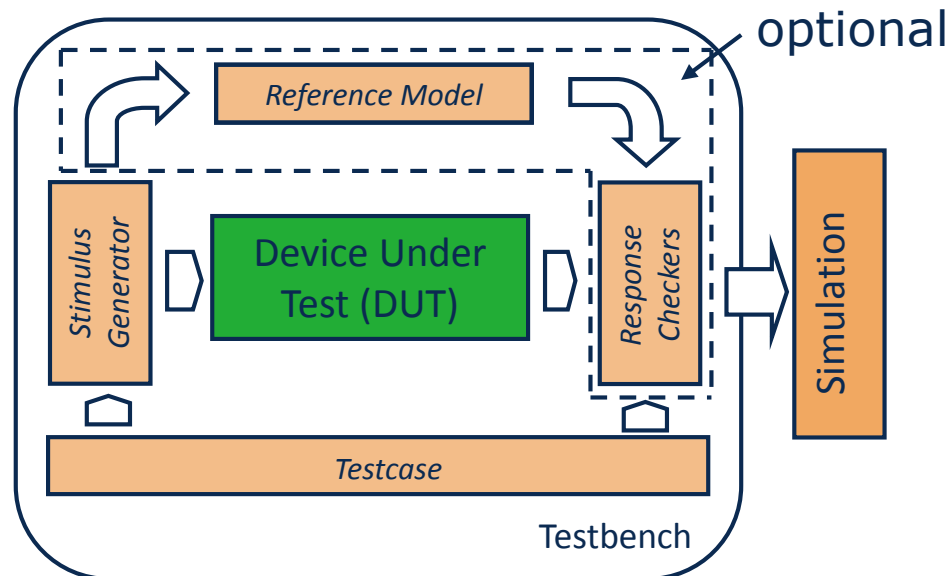 optional
Reference Model
Stimulus
Generator
Device Under
Test (DUT)
Response
Checkers
Simulation
Testcase
Testbench